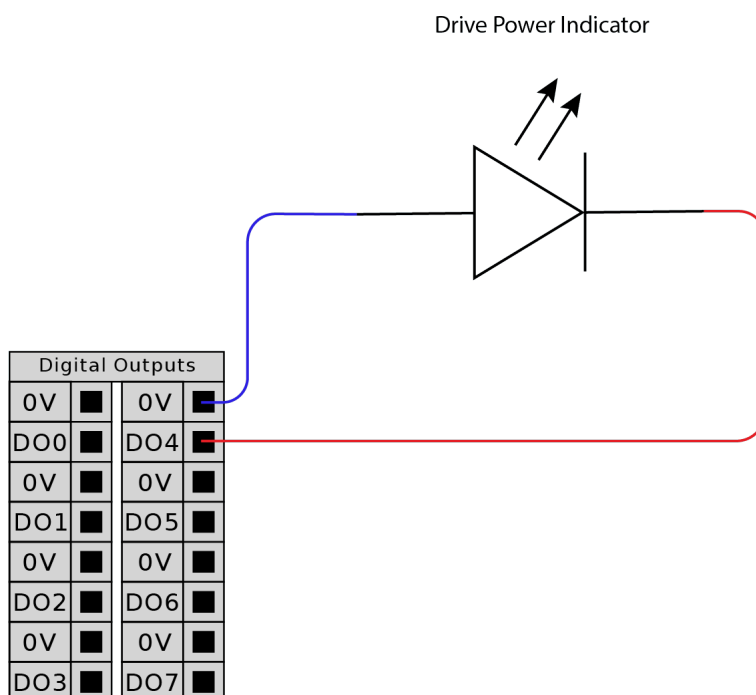 Drive Power Indicator
Digital Outputs
0V 0V
DO0 DO4
0V 0V
DO1 DO5
0V 0V
DO2 DO6
0V 0V
DO3 DO7